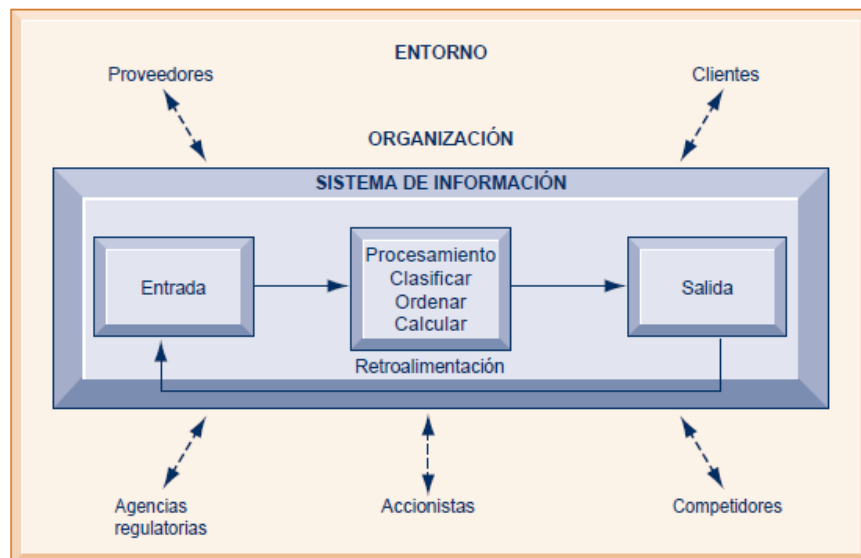 ENTORNO
Proveedores
Clientes
ORGANIZACIÓN
SISTEMA DE INFORMACIÓN
Entrada
Procesamiento
Clasificar
Ordenar
Calcular
Salida
Retroalimentación
Agencias
regulatorias
Accionistas
Competidores